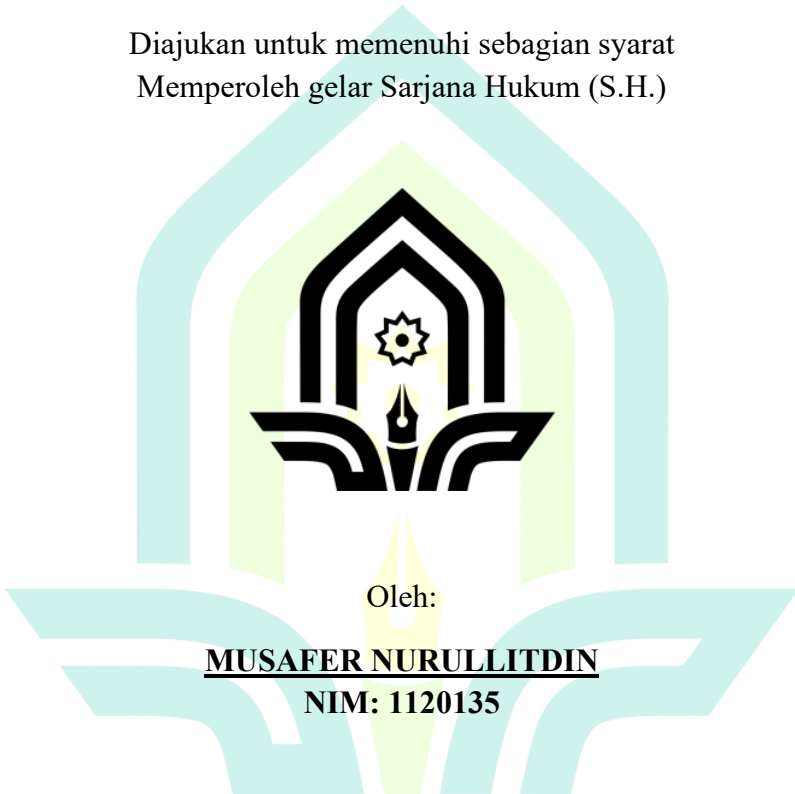 Diajukan untuk memenuhi sebagian syarat
Memperoleh gelar Sarjana Hukum (S.H.)
Oleh:
MUSAFER NURULLITDIN
NIM: 1120135